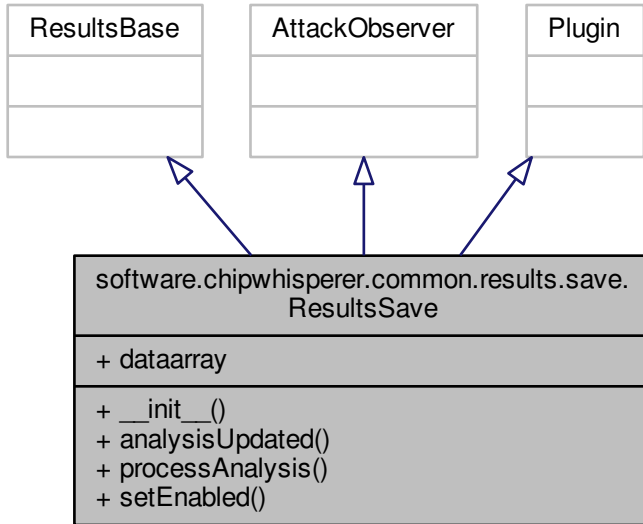 ResultsBase
AttackObserver
Plugin
software.chipwhisperer.common.results.save.
ResultsSave
+ dataarray
+ __init__()
+ analysisUpdated()
+ processAnalysis()
+ setEnabled()